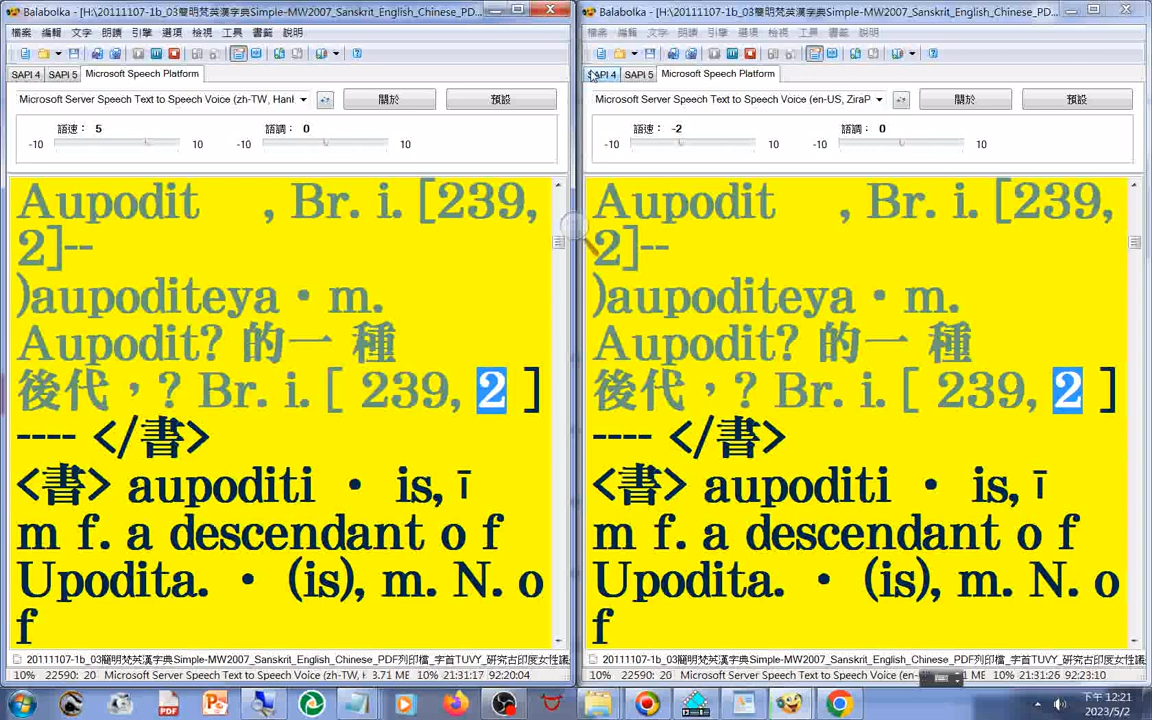 Balabolka - [H:\20111107-1b_03簡明梵英漢字典Simple-MW2007_Sanskrit_English_Chinese_PD...
檔案 編輯 文字 朗讀 引擎 選項 檢視 工具 書籤 說明
SAPI 4 SAPI 5 Microsoft Speech Platform
Microsoft Server Speech Text to Speech Voice (zh-TW, Hanl
關於 預設
語速： 5 語調： 0
-10 10 -10 10
Aupodit , Br. i. [239,
2]--
)aupoditeya • m.
Aupodit? 的一 種
後代，? Br. i. [ 239, 2 ]
---- </書>
<書> aupoditi • is, ī
m f. a descendant o f
Upodita. • (is), m. N. o
f
20111107-1b_03簡明梵英漢字典Simple-MW2007_Sanskrit_English_Chinese_PDF列印檔_字首TUVY_研究古印度女性議
10% 22590: 20 Microsoft Server Speech Text to Speech Voice (zh-TW, H 3.71 ME 10% 21:31:17 92:20:04
Balabolka - [H:\20111107-1b_03簡明梵英漢字典Simple-MW2007_Sanskrit_English_Chinese_PD...
檔案 編輯 文字 朗讀 引擎 選項 檢視 工具 書籤 說明
SAPI 4 SAPI 5 Microsoft Speech Platform
Microsoft Server Speech Text to Speech Voice (en-US, ZiraP
關於 預設
語速： -2 語調： 0
-10 10 -10 10
Aupodit , Br. i. [239,
2]--
)aupoditeya • m.
Aupodit? 的一 種
後代，? Br. i. [ 239, 2 ]
---- </書>
<書> aupoditi • is, ī
m f. a descendant o f
Upodita. • (is), m. N. o
f
20111107-1b_03簡明梵英漢字典Simple-MW2007_Sanskrit_English_Chinese_PDF列印檔_字首TUVY_研究古印度女性議
10% 22590: 20 Microsoft Server Speech Text to Speech Voice (en-US, ME 10% 21:31:26 92:23:10
下午 12:21
2023/5/2